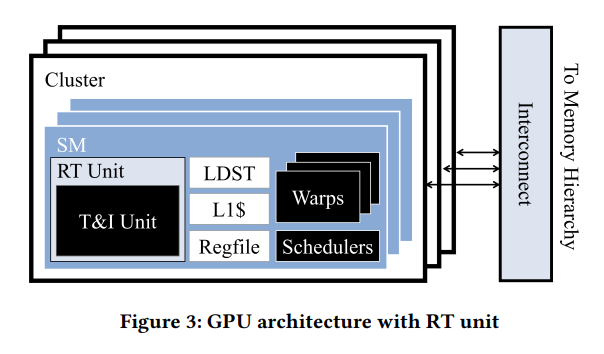 Cluster
SM
RT Unit
T&I Unit
LDST
L1$
Regfile
Warps
Schedulers
Interconnect
To Memory Hierarchy
Figure 3: GPU architecture with RT unit